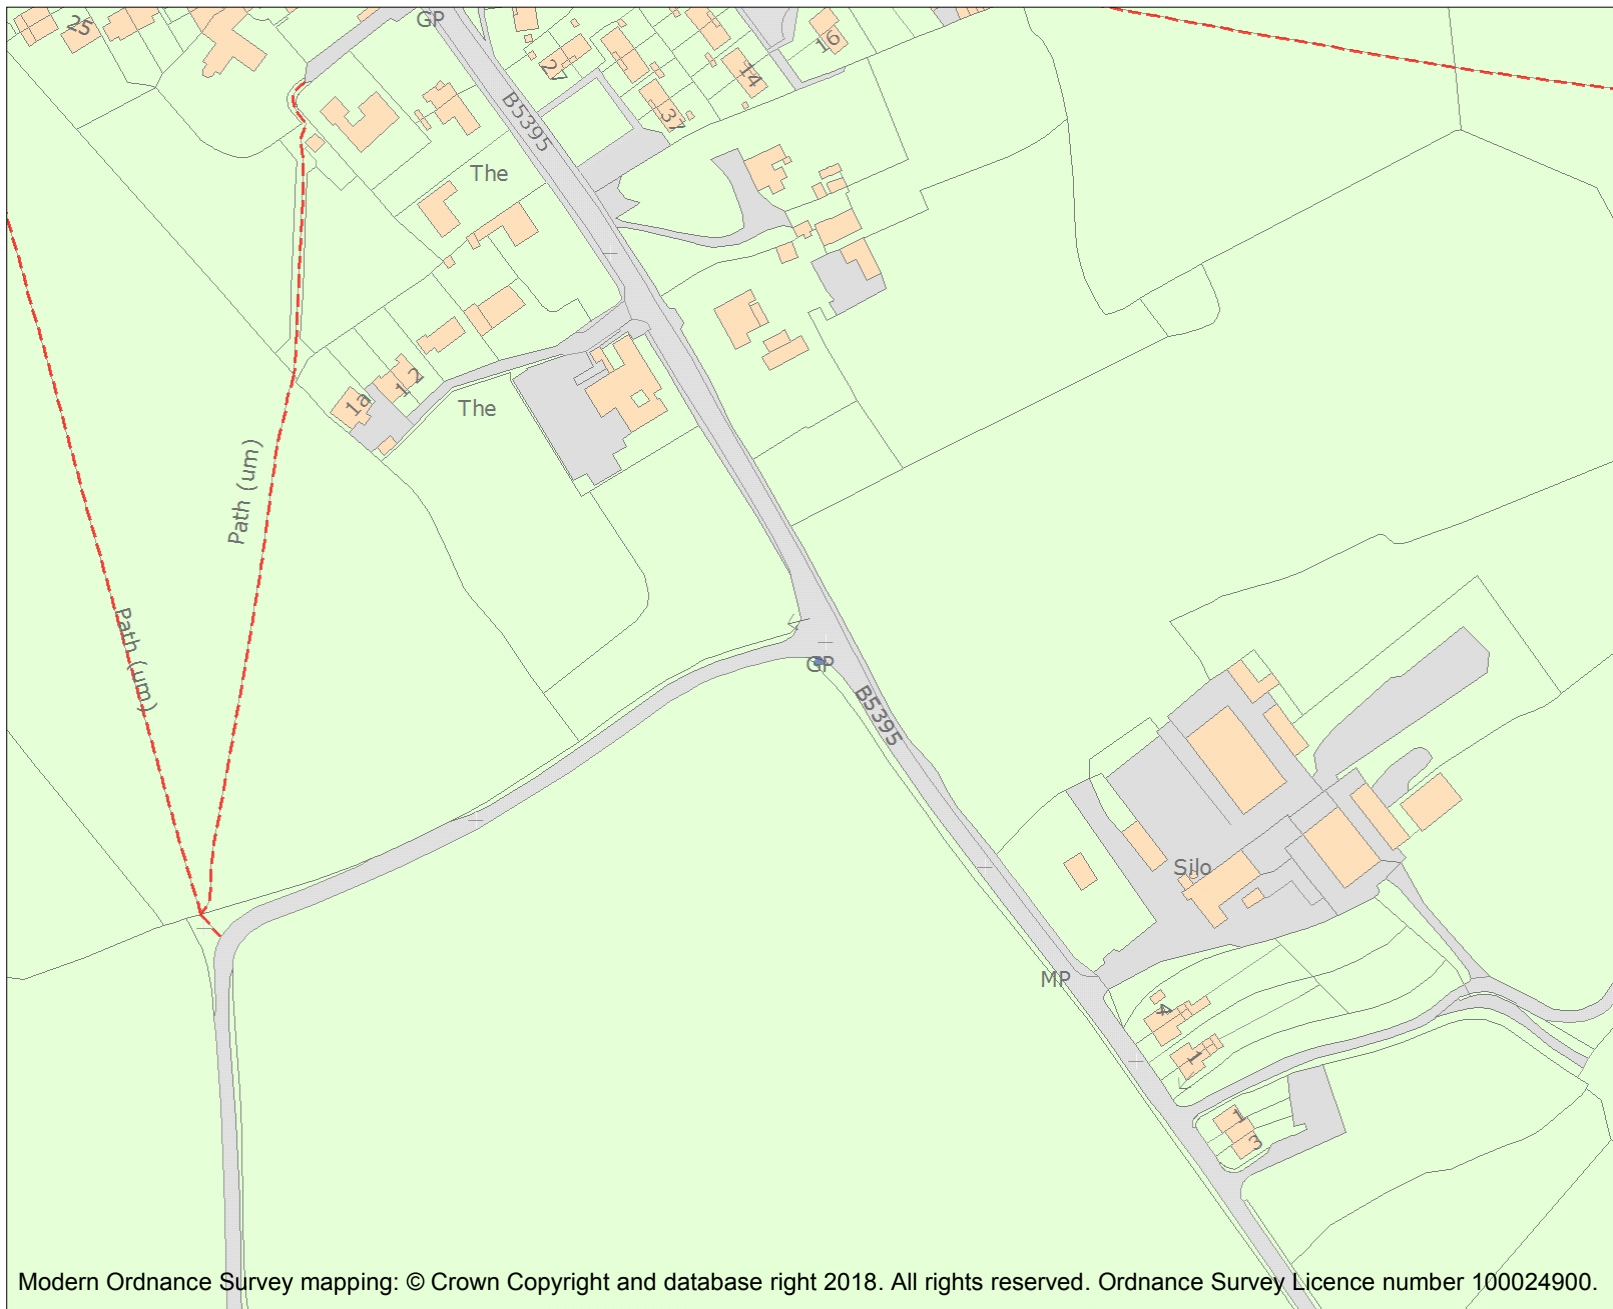 25
GP
27
16
14
37
B5395
The
1a
1 2
The
Path (um)
Path (um)
GP
B5395
Silo
MP
4
1
1
3
Modern Ordnance Survey mapping: © Crown Copyright and database right 2018. All rights reserved. Ordnance Survey Licence number 100024900.